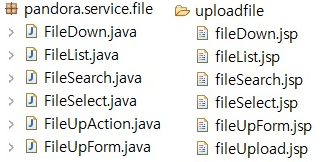 pandora.service.file
FileDown.java
FileList.java
FileSearch.java
FileSelect.java
FileUpAction.java
FileUpForm.java
uploadfile
fileDown.jsp
fileList.jsp
fileSearch.jsp
fileSelect.jsp
fileUpForm.jsp
fileUpload.jsp